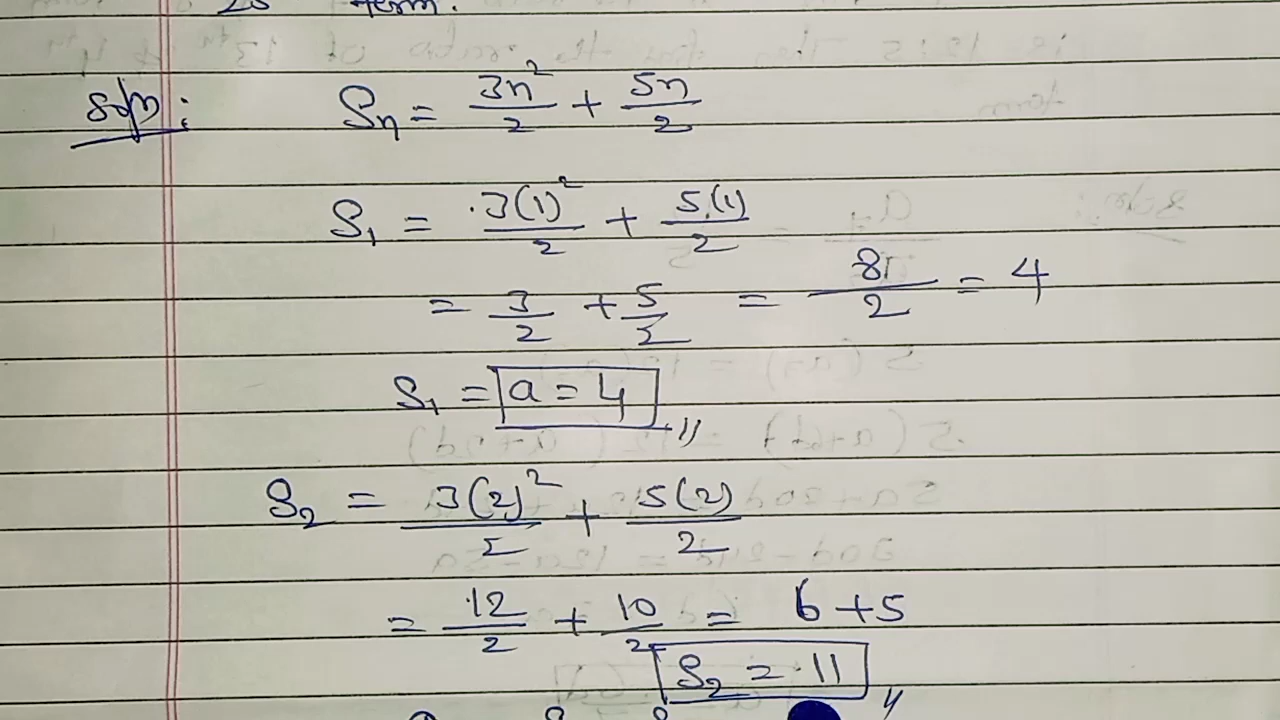 25 term.
Soln: Sn = 3n²/2 + 5n/2
S₁ = 3(1)²/2 + 5(1)/2
= 3/2 + 5/2 = 8/2 = 4
S₁ = a = 4
S₂ = 3(2)²/2 + 5(2)/2
= 12/2 + 10/2 = 6 + 5
S₂ = 11